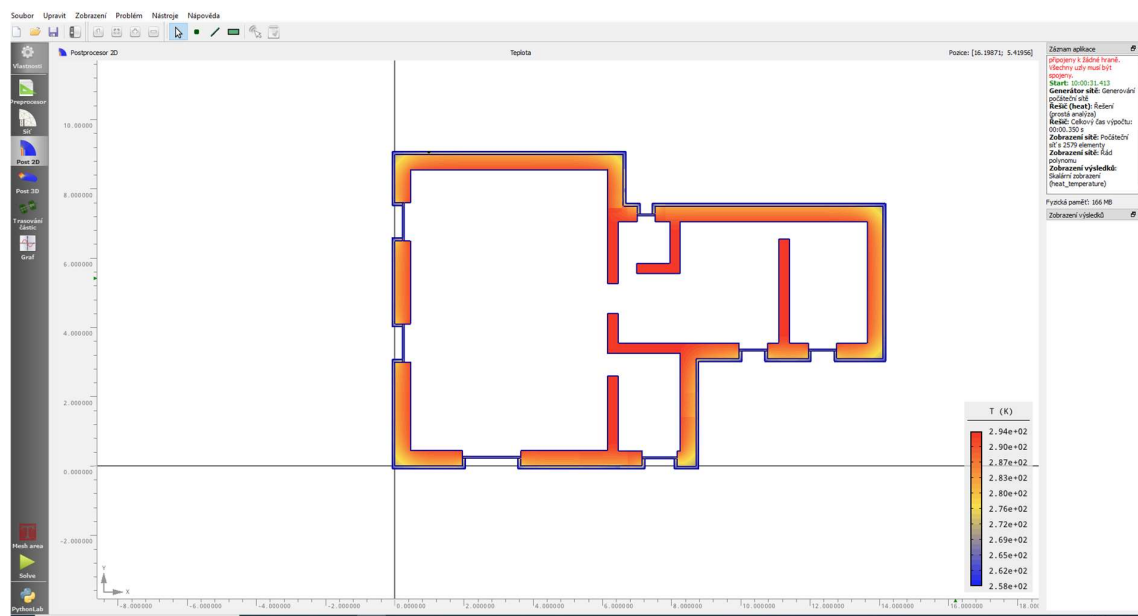 Soubor Upravit Zobrazení Problém Nástroje Nápověda
Postprocesor 2D Teplota Pozice: [16.19871; 5.41956]
Vlastnosti
Preprocesor
Síť
Post 2D
Post 3D
Trasování
částic
Graf
Mesh area
Solve
PythonLab
10.00000
8.000000
6.000000
4.000000
2.000000
0.000000
-2.000000
Y
X
-8.000000 -6.000000 -4.000000 -2.000000 0.000000 2.000000 4.000000 6.000000 8.000000 10.000000 12.000000 14.000000 16.000000 18.000
T (K)
2.94e+02
2.90e+02
2.87e+02
2.83e+02
2.80e+02
2.76e+02
2.72e+02
2.69e+02
2.65e+02
2.62e+02
2.58e+02
Záznam aplikace
připojeny k žádné hraně.
Všechny uzly musí být
spojeny.
Start: 10:00:31.413
Generátor sítě: Generování
počáteční sítě
Řešič (heat): Řešení
(prostá analýza)
Řešič: Celkový čas výpočtu:
00:00.350 s
Zobrazení sítě: Počáteční
síť s 2579 elementy
Zobrazení sítě: Řád
polynomu
Zobrazení výsledků:
Skalární zobrazení
(heat_temperature)
Fyzická paměť: 166 MB
Zobrazení výsledků